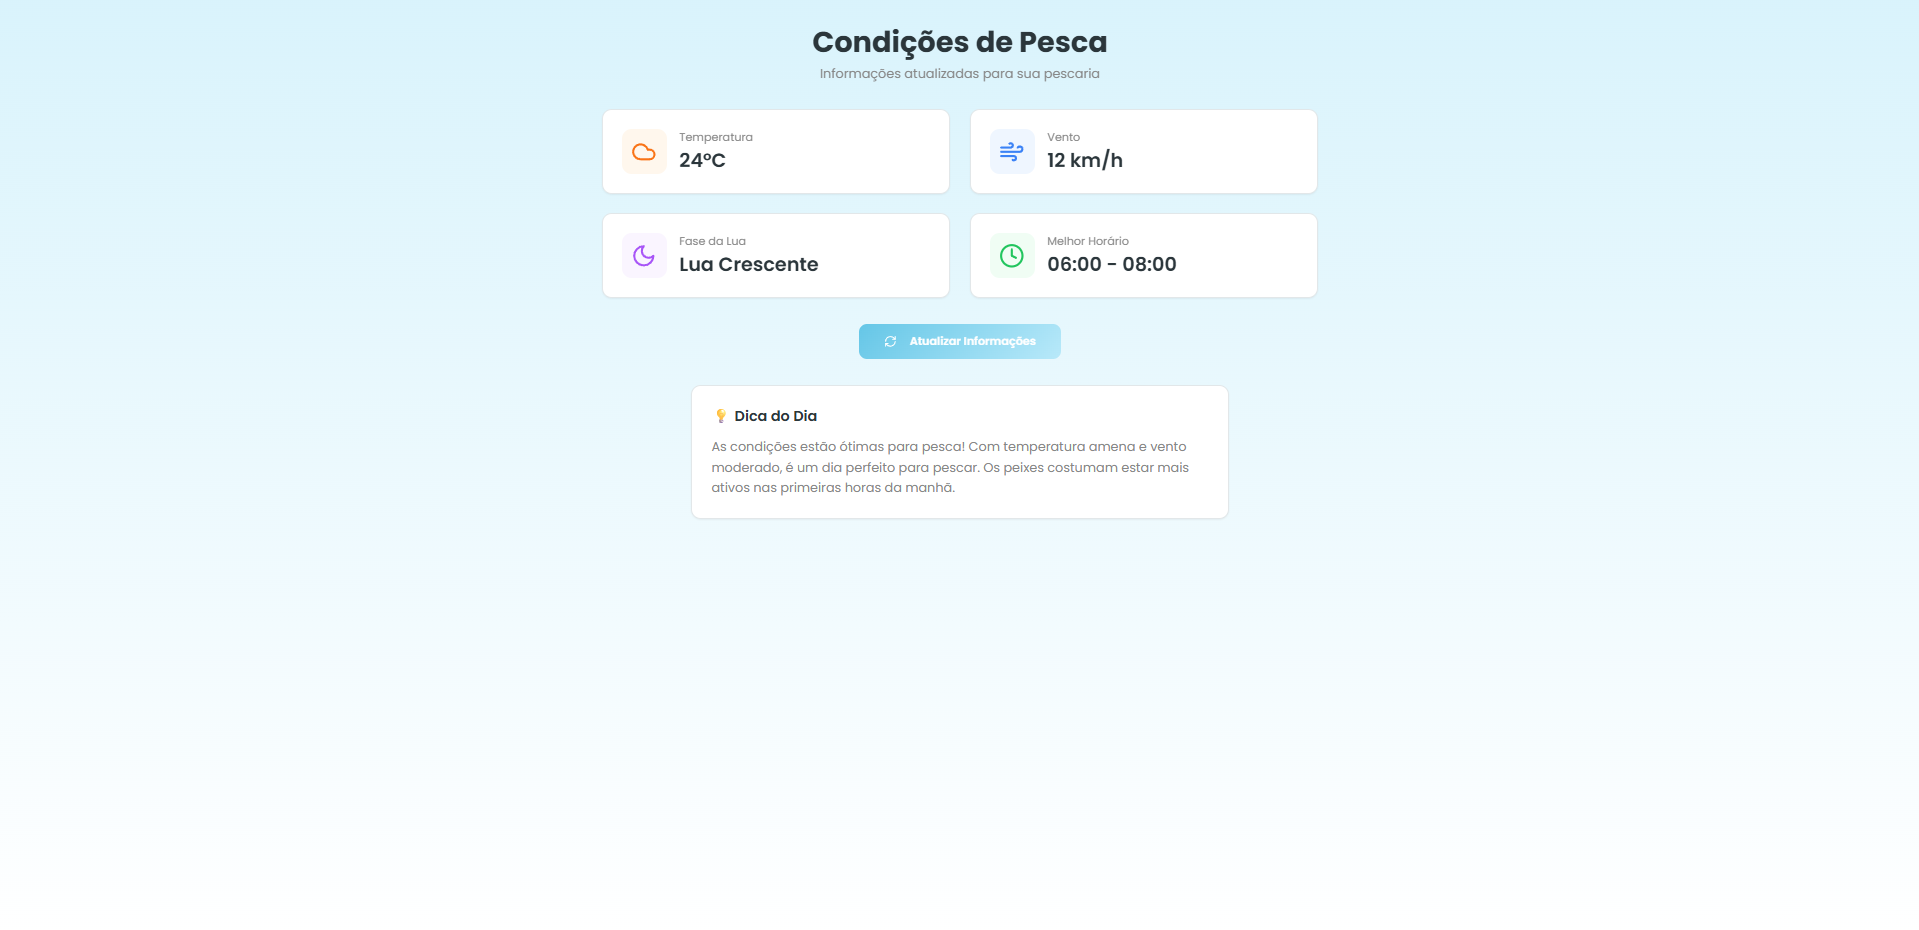 Condições de Pesca
Informações atualizadas para sua pescaria
Temperatura
24°C
Vento
12 km/h
Fase da Lua
Lua Crescente
Melhor Horário
06:00 - 08:00
Atualizar Informações
Dica do Dia
As condições estão ótimas para pesca! Com temperatura amena e vento
moderado, é um dia perfeito para pescar. Os peixes costumam estar mais
ativos nas primeiras horas da manhã.